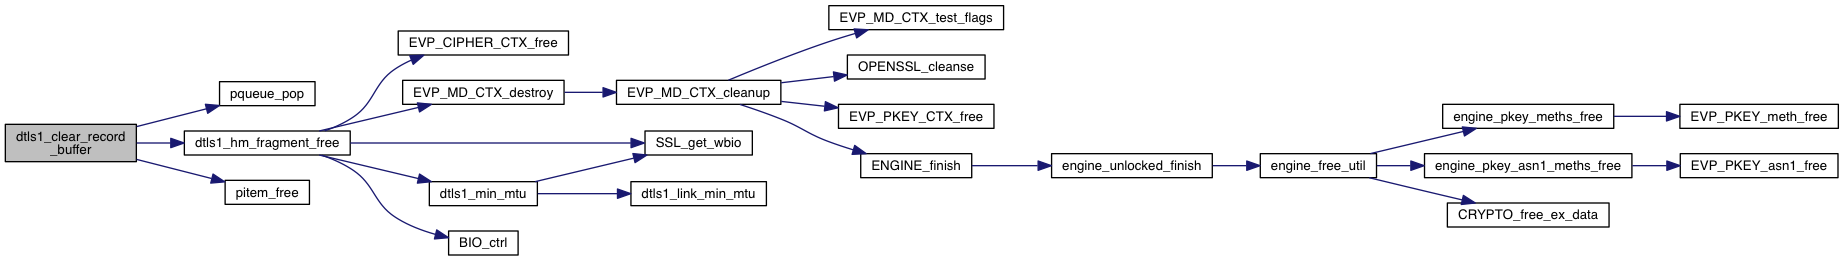 dtls1_clear_record
_buffer
pqueue_pop
dtls1_hm_fragment_free
pitem_free
EVP_CIPHER_CTX_free
EVP_MD_CTX_destroy
SSL_get_wbio
dtls1_min_mtu
dtls1_link_min_mtu
BIO_ctrl
EVP_MD_CTX_cleanup
EVP_MD_CTX_test_flags
OPENSSL_cleanse
EVP_PKEY_CTX_free
ENGINE_finish
engine_unlocked_finish
engine_free_util
engine_pkey_meths_free
EVP_PKEY_meth_free
engine_pkey_asn1_meths_free
EVP_PKEY_asn1_free
CRYPTO_free_ex_data